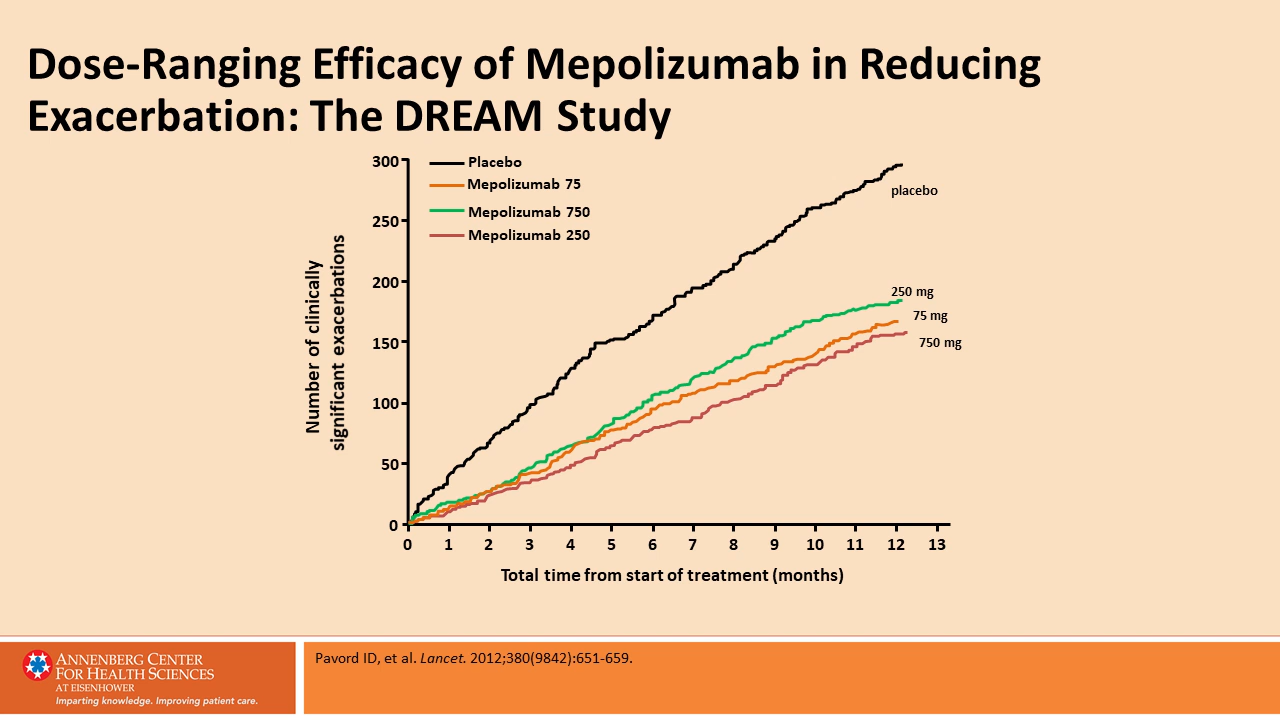 Dose-Ranging Efficacy of Mepolizumab in Reducing
Exacerbation: The DREAM Study
Number of clinically
significant exacerbations
300
250
200
150
100
50
0
Placebo
Mepolizumab 75
Mepolizumab 750
Mepolizumab 250
placebo
250 mg
75 mg
750 mg
0 1 2 3 4 5 6 7 8 9 10 11 12 13
Total time from start of treatment (months)
ANNENBERG CENTER
FOR HEALTH SCIENCES
AT EISENHOWER
Imparting knowledge. Improving patient care.
Pavord ID, et al. Lancet. 2012;380(9842):651-659.